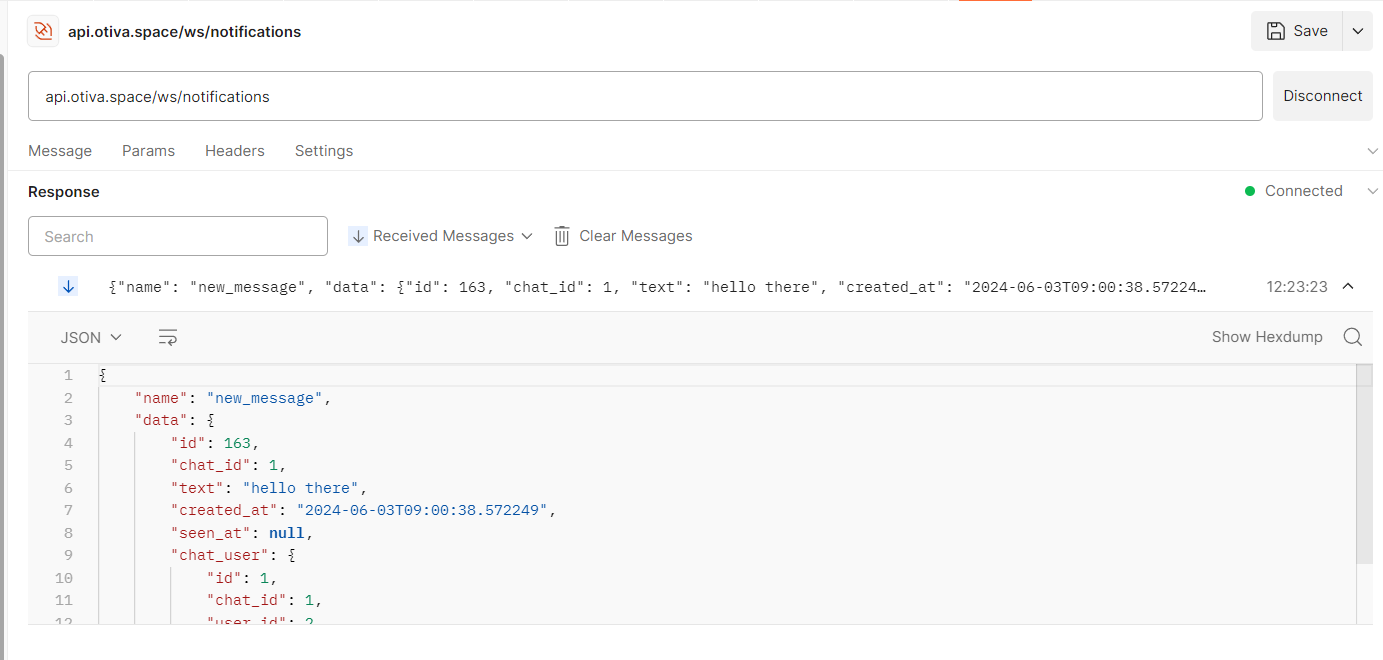 api.otiva.space/ws/notifications
Save
api.otiva.space/ws/notifications
Disconnect
Message Params Headers Settings
Response
Connected
Search
Received Messages
Clear Messages
{"name": "new_message", "data": {"id": 163, "chat_id": 1, "text": "hello there", "created_at": "2024-06-03T09:00:38.57224… 12:23:23
JSON
Show Hexdump
1 {
2 "name": "new_message",
3 "data": {
4 "id": 163,
5 "chat_id": 1,
6 "text": "hello there",
7 "created_at": "2024-06-03T09:00:38.572249",
8 "seen_at": null,
9 "chat_user": {
10 "id": 1,
11 "chat_id": 1,
12 "user_id": 2